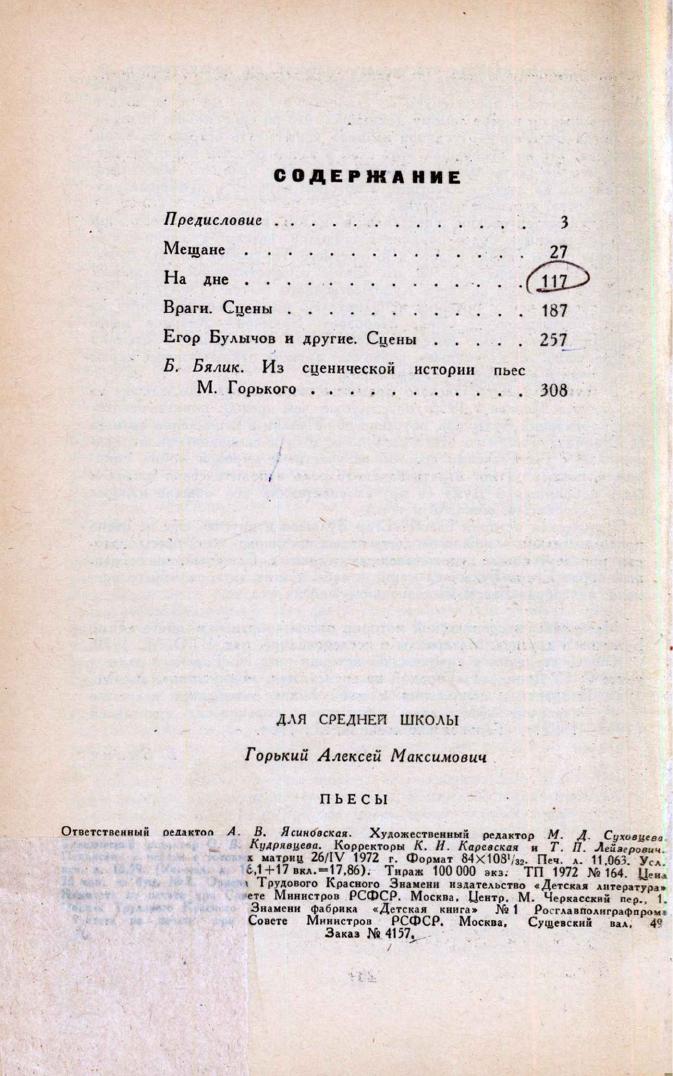 СОДЕРЖАНИЕ
Предисловие . . . . . . . . . . . . . . 3
Мещане . . . . . . . . . . . . . . . 27
На дне . . . . . . . . . . . . . . . 117
Враги. Сцены . . . . . . . . . . . . 187
Егор Булычов и другие. Сцены . . . . . 257
Б. Бялик. Из сценической истории пьес
М. Горького . . . . . . . . . . . 308
ДЛЯ СРЕДНЕЙ ШКОЛЫ
Горький Алексей Максимович
ПЬЕСЫ
Ответственный редактор А. В. Ясиновская. Художественный редактор М. Д. Суховцева.
Кудрявцева. Корректоры К. И. Каревская и Т. П. Лейзерович.
х матриц 26/IV 1972 г. Формат 84×108¹/₃₂. Печ. л. 11,063. Усл.
6,1+17 вкл.=17,86). Тираж 100 000 экз. ТП 1972 № 164. Цена
Трудового Красного Знамени издательство «Детская литература»
ете Министров РСФСР. Москва, Центр, М. Черкасский пер., 1.
Знамени фабрика «Детская книга» № 1 Росглавполиграфпром
Совете Министров РСФСР. Москва, Сущевский вал, 49
Заказ № 4157.